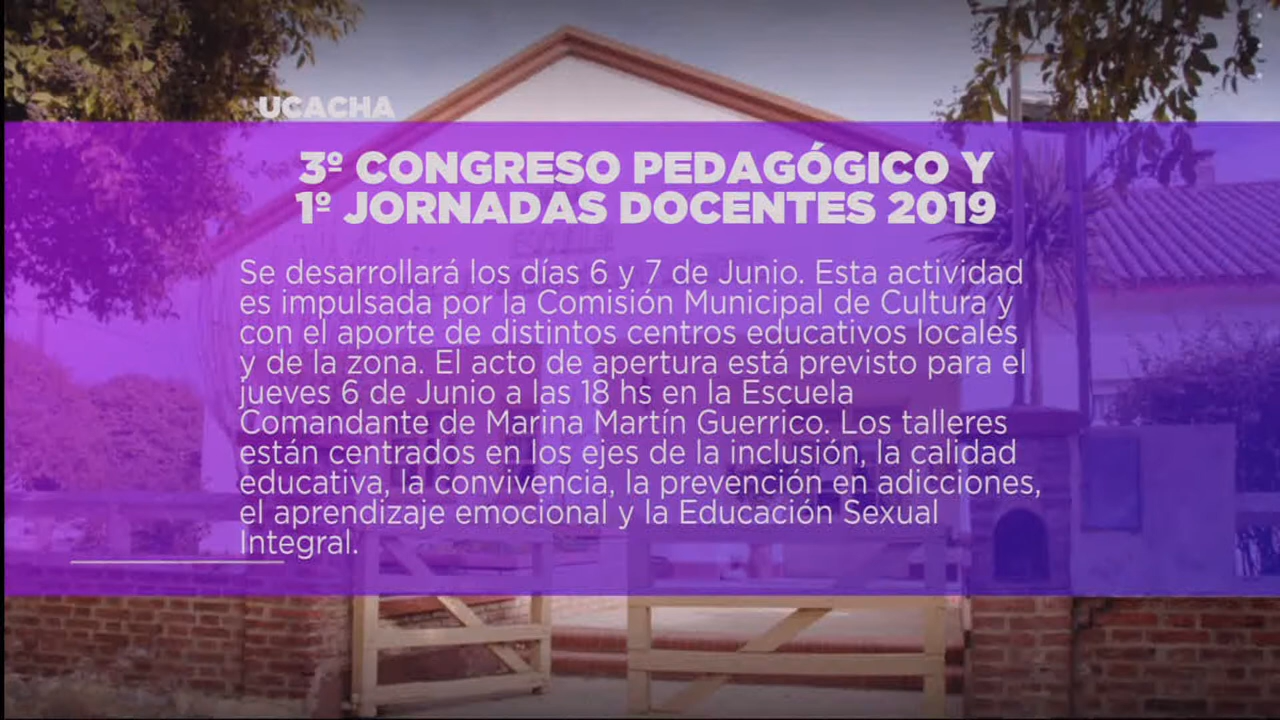 UCACHA
3º CONGRESO PEDAGÓGICO Y
1º JORNADAS DOCENTES 2019
Se desarrollará los días 6 y 7 de Junio. Esta actividad
es impulsada por la Comisión Municipal de Cultura y
con el aporte de distintos centros educativos locales
y de la zona. El acto de apertura está previsto para el
jueves 6 de Junio a las 18 hs en la Escuela
Comandante de Marina Martín Guerrico. Los talleres
están centrados en los ejes de la inclusión, la calidad
educativa, la convivencia, la prevención en adicciones,
el aprendizaje emocional y la Educación Sexual
Integral.